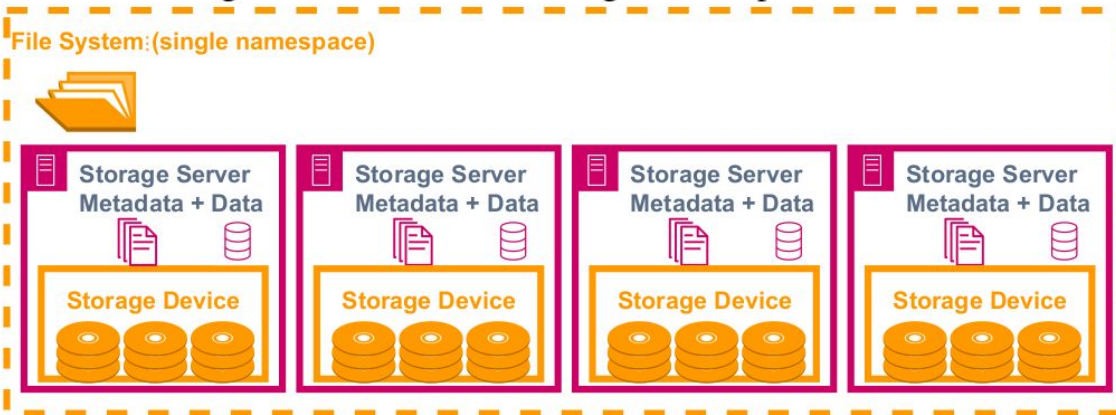 File System:(single namespace)
Storage Server
Metadata + Data
Storage Device
Storage Server
Metadata + Data
Storage Device
Storage Server
Metadata + Data
Storage Device
Storage Server
Metadata + Data
Storage Device